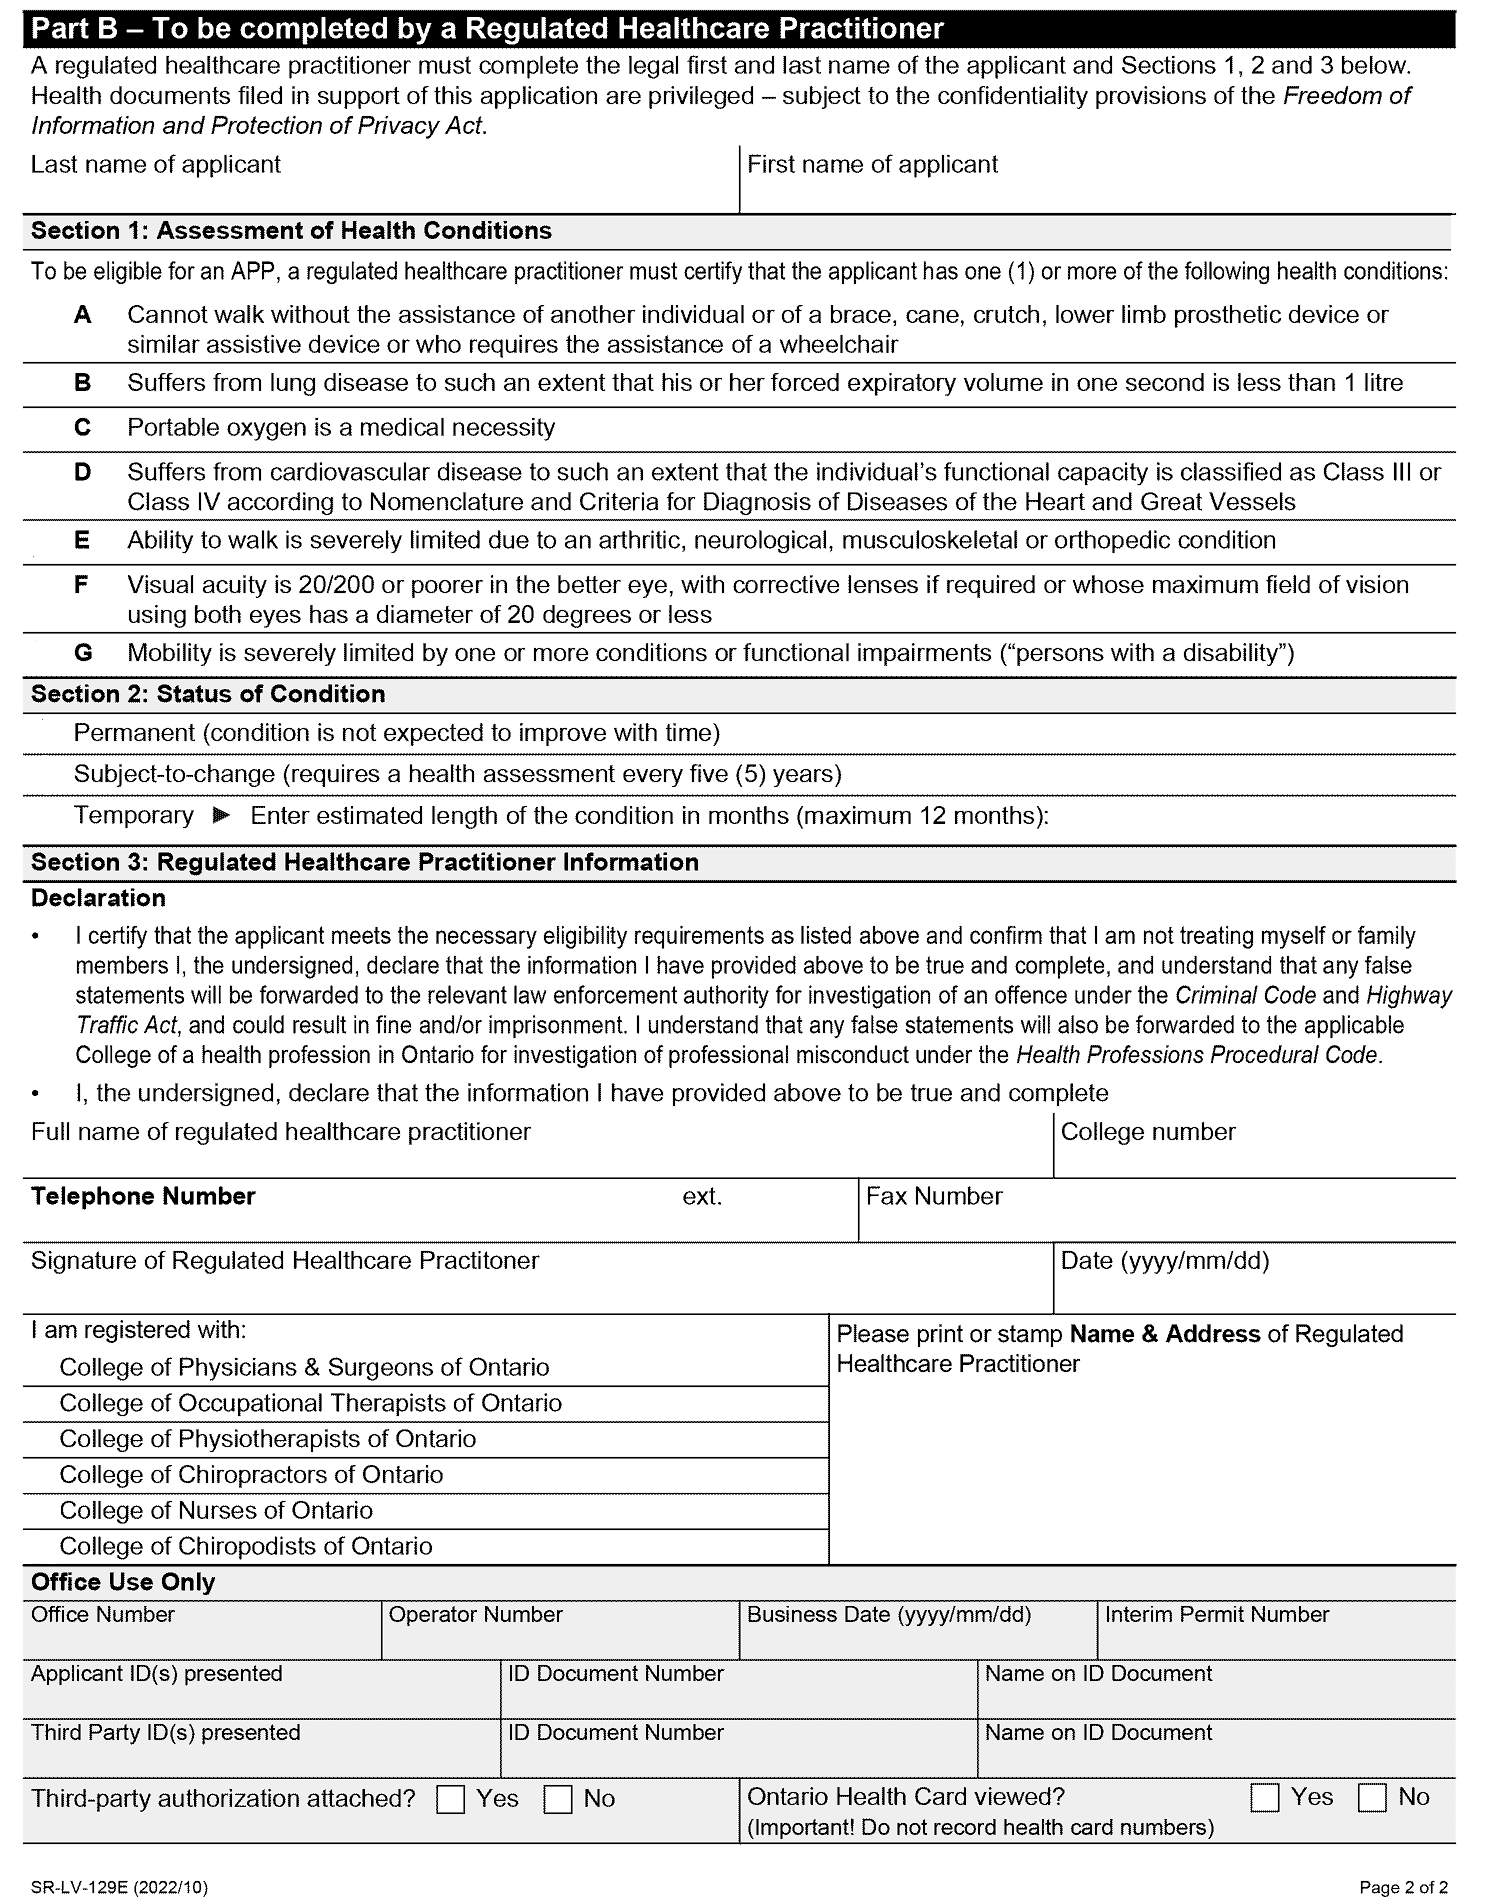 Part B – To be completed by a Regulated Healthcare Practitioner
A regulated healthcare practitioner must complete the legal first and last name of the applicant and Sections 1, 2 and 3 below.
Health documents filed in support of this application are privileged – subject to the confidentiality provisions of the Freedom of
Information and Protection of Privacy Act.
Last name of applicant
First name of applicant
Section 1: Assessment of Health Conditions
To be eligible for an APP, a regulated healthcare practitioner must certify that the applicant has one (1) or more of the following health conditions:
A Cannot walk without the assistance of another individual or of a brace, cane, crutch, lower limb prosthetic device or
similar assistive device or who requires the assistance of a wheelchair
B Suffers from lung disease to such an extent that his or her forced expiratory volume in one second is less than 1 litre
C Portable oxygen is a medical necessity
D Suffers from cardiovascular disease to such an extent that the individual's functional capacity is classified as Class III or
Class IV according to Nomenclature and Criteria for Diagnosis of Diseases of the Heart and Great Vessels
E Ability to walk is severely limited due to an arthritic, neurological, musculoskeletal or orthopedic condition
F Visual acuity is 20/200 or poorer in the better eye, with corrective lenses if required or whose maximum field of vision
using both eyes has a diameter of 20 degrees or less
G Mobility is severely limited by one or more conditions or functional impairments (“persons with a disability”)
Section 2: Status of Condition
Permanent (condition is not expected to improve with time)
Subject-to-change (requires a health assessment every five (5) years)
Temporary ► Enter estimated length of the condition in months (maximum 12 months):
Section 3: Regulated Healthcare Practitioner Information
Declaration
• I certify that the applicant meets the necessary eligibility requirements as listed above and confirm that I am not treating myself or family
members I, the undersigned, declare that the information I have provided above to be true and complete, and understand that any false
statements will be forwarded to the relevant law enforcement authority for investigation of an offence under the Criminal Code and Highway
Traffic Act, and could result in fine and/or imprisonment. I understand that any false statements will also be forwarded to the applicable
College of a health profession in Ontario for investigation of professional misconduct under the Health Professions Procedural Code.
• I, the undersigned, declare that the information I have provided above to be true and complete
Full name of regulated healthcare practitioner
College number
Telephone Number ext.
Fax Number
Signature of Regulated Healthcare Practitoner
Date (yyyy/mm/dd)
I am registered with:
College of Physicians & Surgeons of Ontario
College of Occupational Therapists of Ontario
College of Physiotherapists of Ontario
College of Chiropractors of Ontario
College of Nurses of Ontario
College of Chiropodists of Ontario
Please print or stamp Name & Address of Regulated
Healthcare Practitioner
Office Use Only
Office Number
Operator Number
Business Date (yyyy/mm/dd)
Interim Permit Number
Applicant ID(s) presented
ID Document Number
Name on ID Document
Third Party ID(s) presented
ID Document Number
Name on ID Document
Third-party authorization attached? Yes No
Ontario Health Card viewed? Yes No
(Important! Do not record health card numbers)
SR-LV-129E (2022/10)
Page 2 of 2